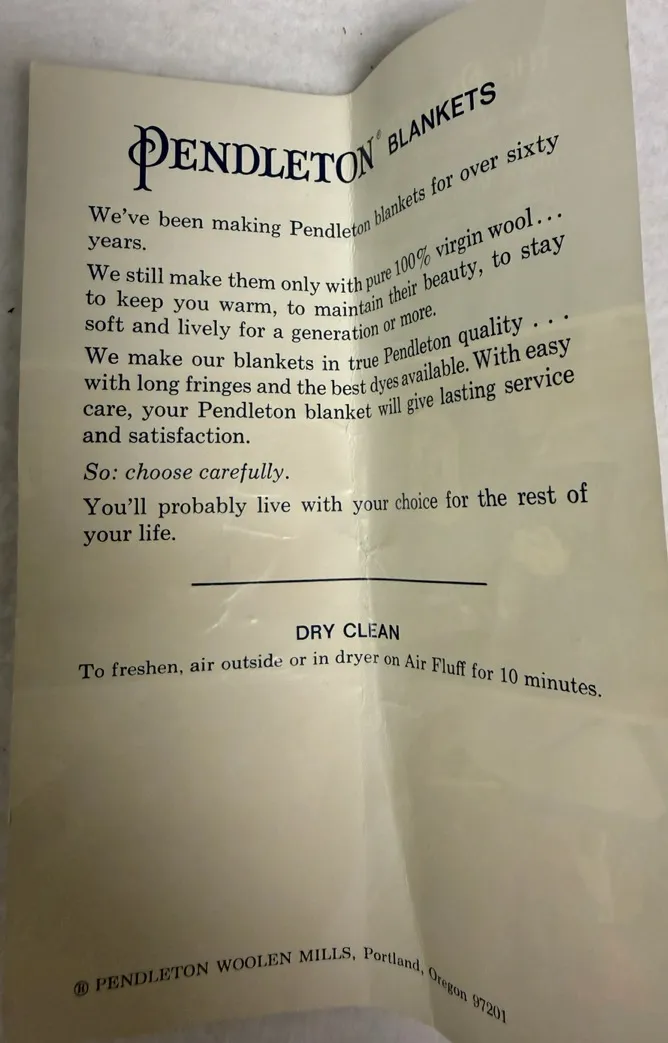 PENDLETON® BLANKETS
We've been making Pendleton blankets for over sixty
years.
We still make them only with pure 100% virgin wool...
to keep you warm, to maintain their beauty, to stay
soft and lively for a generation or more.
We make our blankets in true Pendleton quality . . .
with long fringes and the best dyes available. With easy
care, your Pendleton blanket will give lasting service
and satisfaction.
So: choose carefully.
You'll probably live with your choice for the rest of
your life.
DRY CLEAN
To freshen, air outside or in dryer on Air Fluff for 10 minutes.
® PENDLETON WOOLEN MILLS, Portland, Oregon 97201